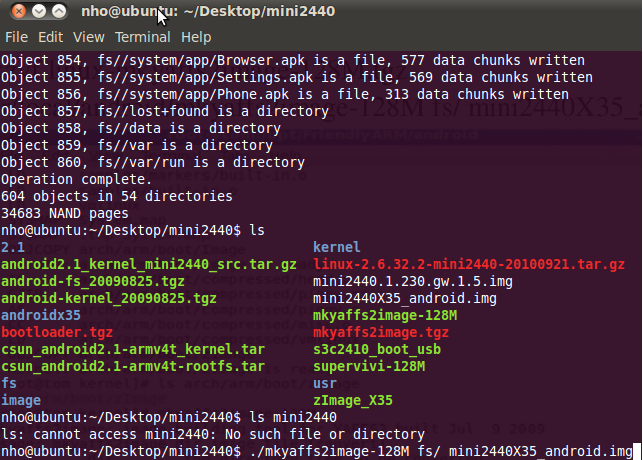 nho@ubuntu: ~/Desktop/mini2440
File Edit View Terminal Help
Object 854, fs//system/app/Browser.apk is a file, 577 data chunks written
Object 855, fs//system/app/Settings.apk is a file, 569 data chunks written
Object 856, fs//system/app/Phone.apk is a file, 313 data chunks written
Object 857, fs//lost+found is a directory
Object 858, fs//data is a directory
Object 859, fs//var is a directory
Object 860, fs//var/run is a directory
Operation complete.
604 objects in 54 directories
34683 NAND pages
nho@ubuntu:~/Desktop/mini2440$ ls
2.1 kernel
android2.1_kernel_mini2440_src.tar.gz linux-2.6.32.2-mini2440-20100921.tar.gz
android-fs_20090825.tgz mini2440.1.230.gw.1.5.img
android-kernel_20090825.tgz mini2440X35_android.img
androidx35 mkyaffs2image-128M
bootloader.tgz mkyaffs2image.tgz
csun_android2.1-armv4t_kernel.tar s3c2410_boot_usb
csun_android2.1-armv4t-rootfs.tar supervivi-128M
fs usr
image zImage_X35
nho@ubuntu:~/Desktop/mini2440$ ls mini2440
ls: cannot access mini2440: No such file or directory
nho@ubuntu:~/Desktop/mini2440$ ./mkyaffs2image-128M fs/ mini2440X35_android.img